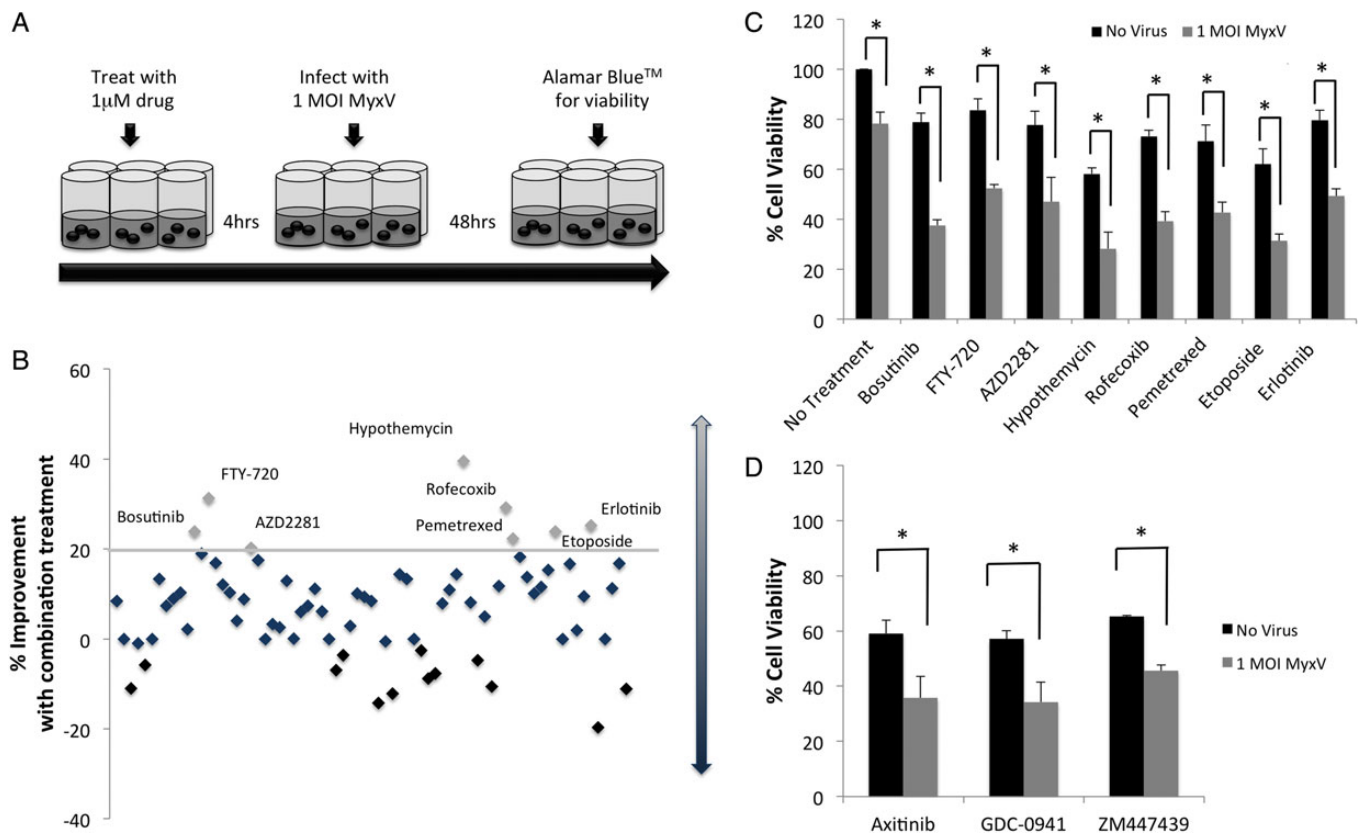 A
Treat with
1μM drug
Infect with
1 MOI MyxV
Alamar Blue™
for viability
4hrs
48hrs
B
% Improvement
with combination treatment
60
40
20
0
-20
-40
Hypothemycin
FTY-720
Rofecoxib
Bosutinib
AZD2281
Pemetrexed
Erlotinib
Etoposide
C
No Virus
1 MOI MyxV
% Cell Viability
120
100
80
60
40
20
0
* * * * * * * * *
No Treatment
Bosutinib
FTY-720
AZD2281
Hypothemycin
Rofecoxib
Pemetrexed
Etoposide
Erlotinib
D
% Cell Viability
120
100
80
60
40
20
0
* * *
No Virus
1 MOI MyxV
Axitinib GDC-0941 ZM447439